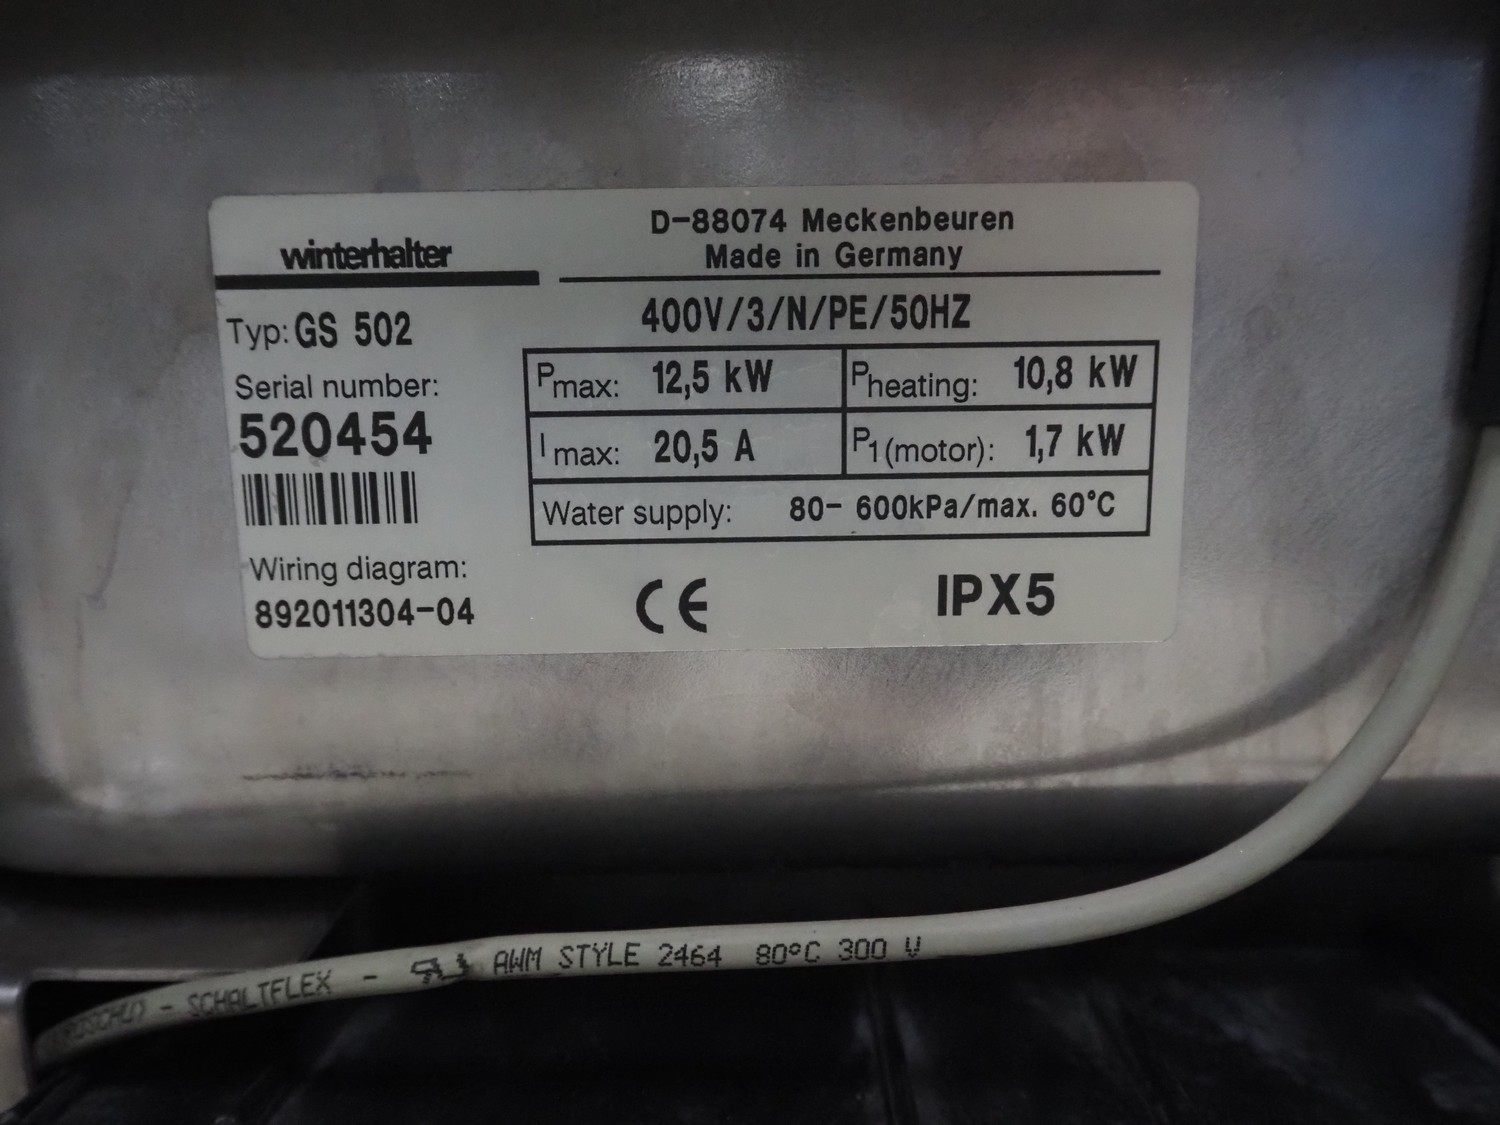 winterhalter
D-88074 Meckenbeuren
Made in Germany
Typ: GS 502
400V/3/N/PE/50HZ
Serial number:
520454
Pmax: 12,5 kW
Pheating: 10,8 kW
I max: 20,5 A
P1(motor): 1,7 kW
Water supply: 80- 600kPa/max. 60°C
Wiring diagram:
892011304-04
CE
IPX5
- SCHALTFLEX - AWM STYLE 2464 80°C 300 V